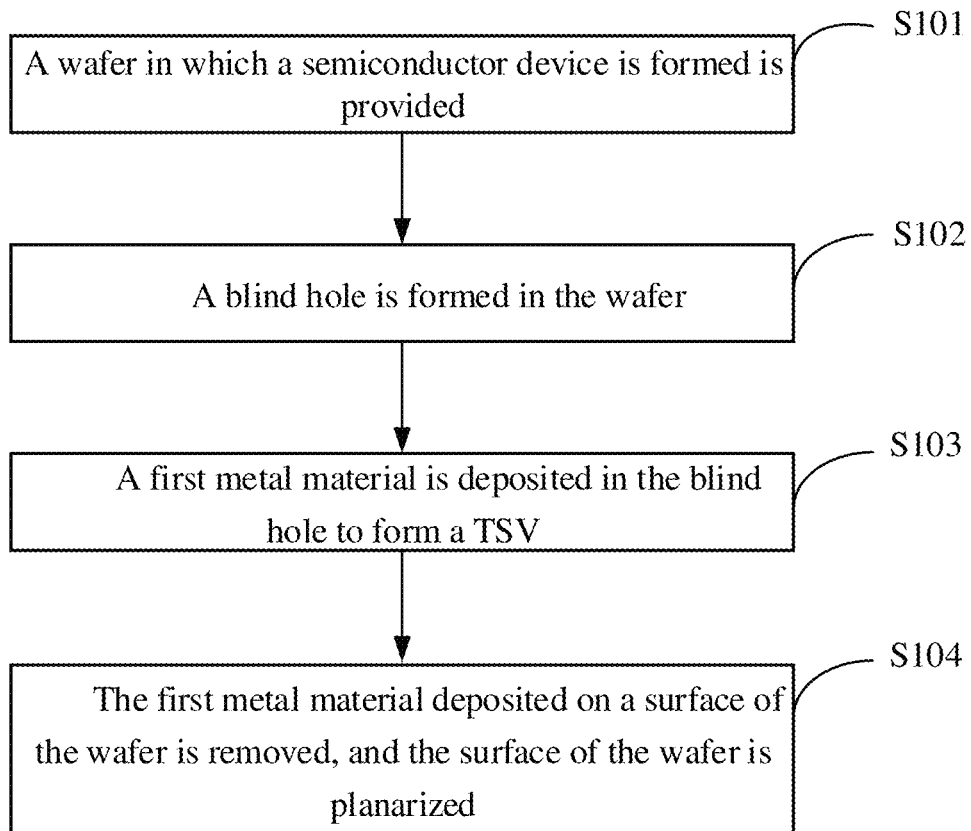 S101
A wafer in which a semiconductor device is formed is
provided
S102
A blind hole is formed in the wafer
S103
A first metal material is deposited in the blind
hole to form a TSV
S104
The first metal material deposited on a surface of
the wafer is removed, and the surface of the wafer is
planarized